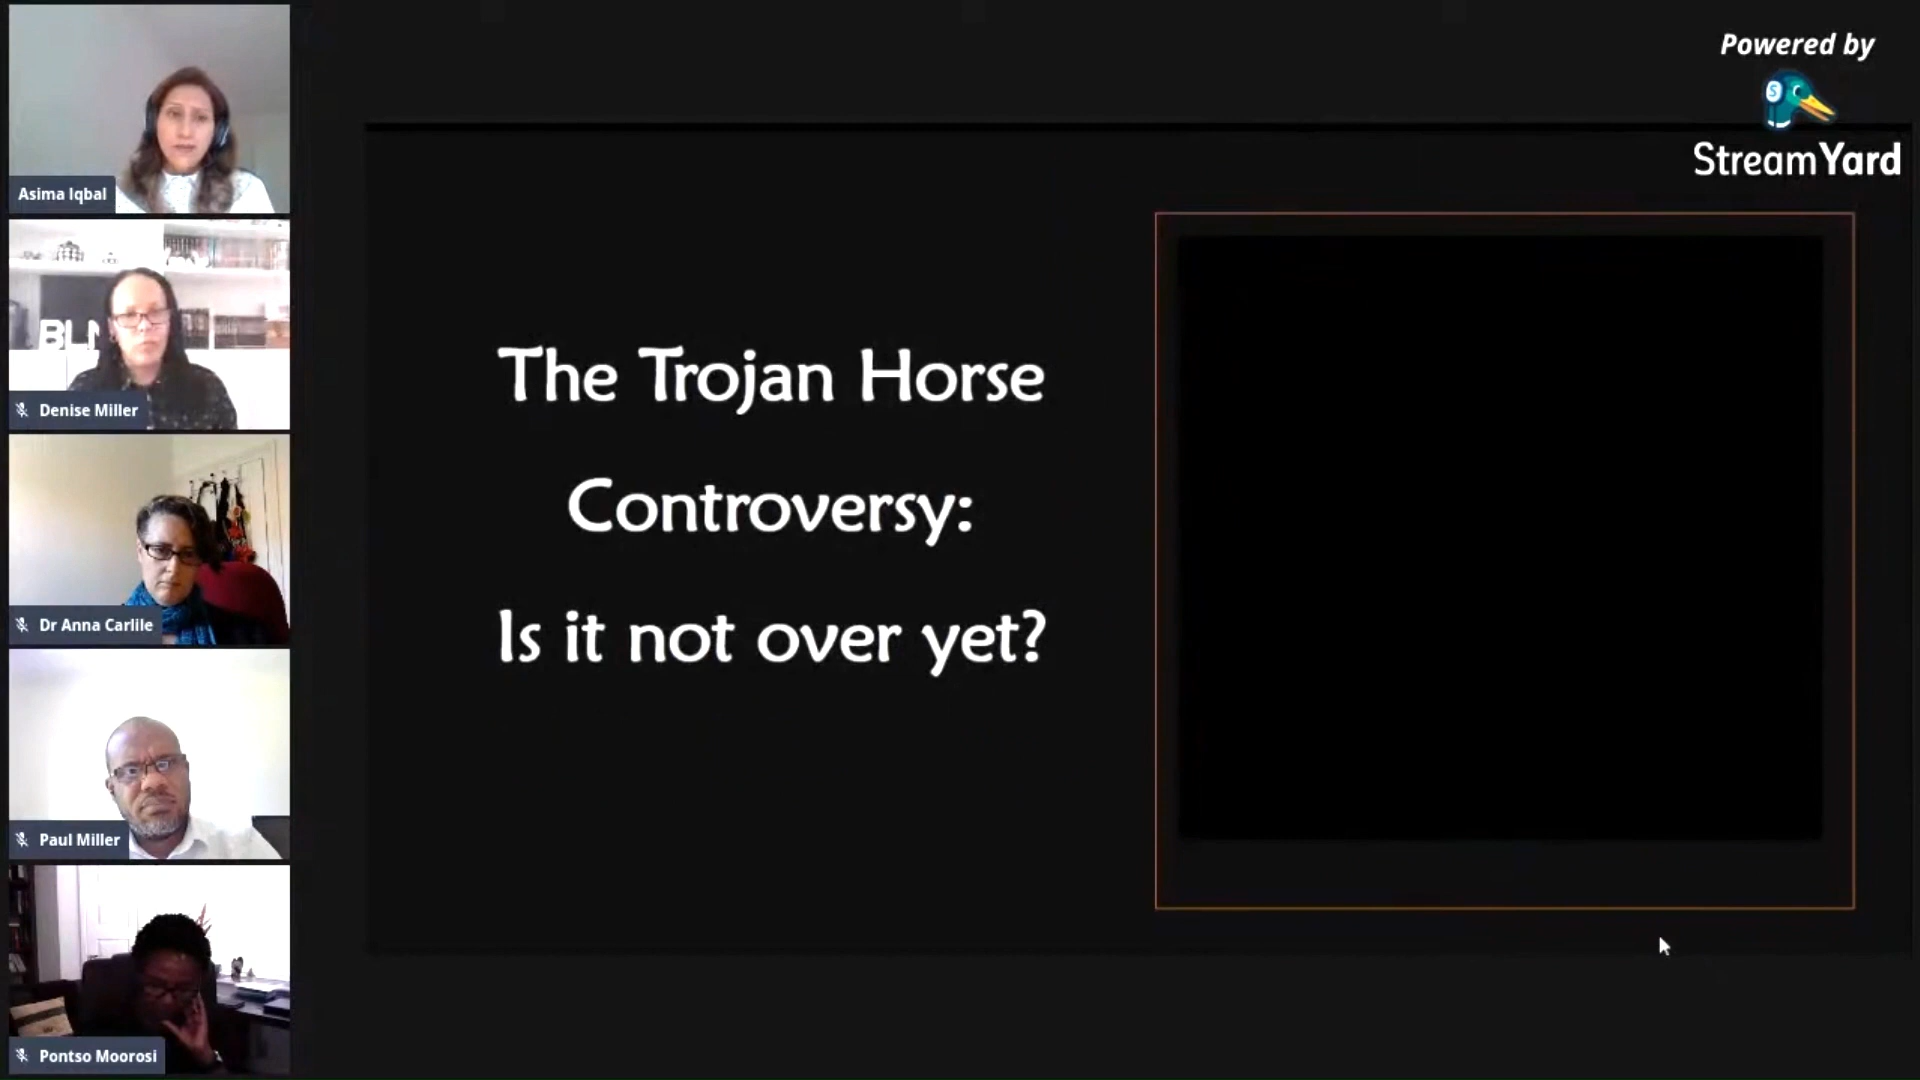 Asima Iqbal
Denise Miller
Dr Anna Carlile
Paul Miller
Pontso Moorosi
The Trojan Horse
Controversy:
Is it not over yet?
Powered by
S
StreamYard